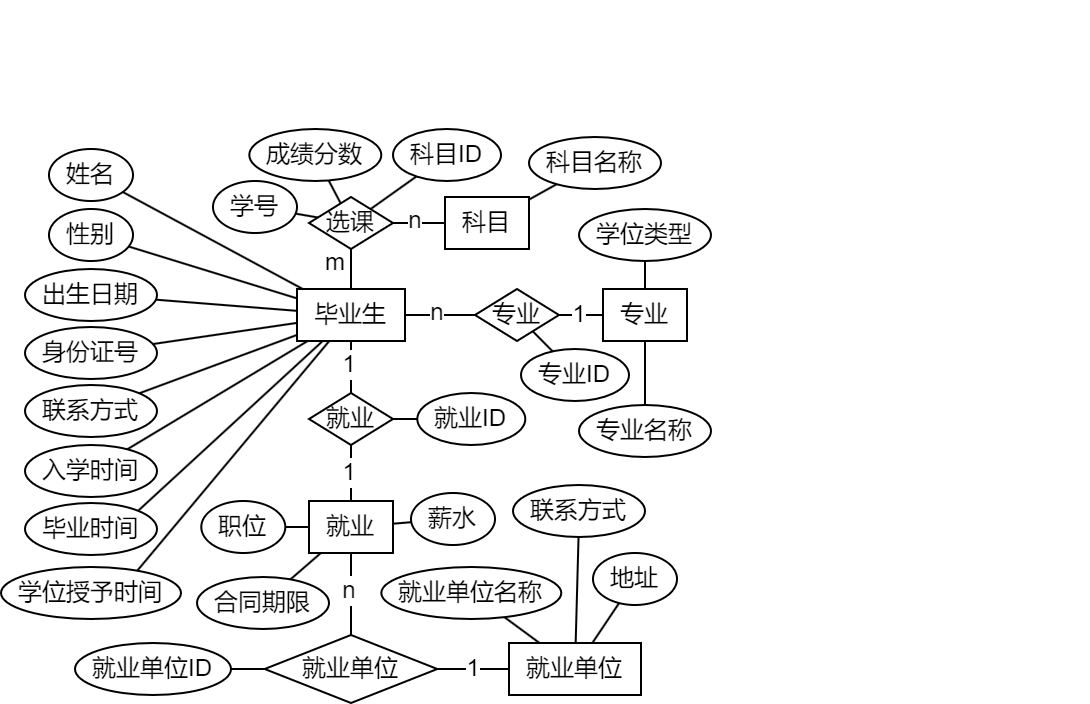 成绩分数
科目ID
科目名称
姓名
学号
选课
n
科目
性别
学位类型
m
出生日期
毕业生
n
专业
1
专业
身份证号
1
专业ID
联系方式
就业
就业ID
专业名称
入学时间
1
联系方式
毕业时间
职位
就业
薪水
学位授予时间
合同期限
n
就业单位名称
地址
就业单位ID
就业单位
1
就业单位